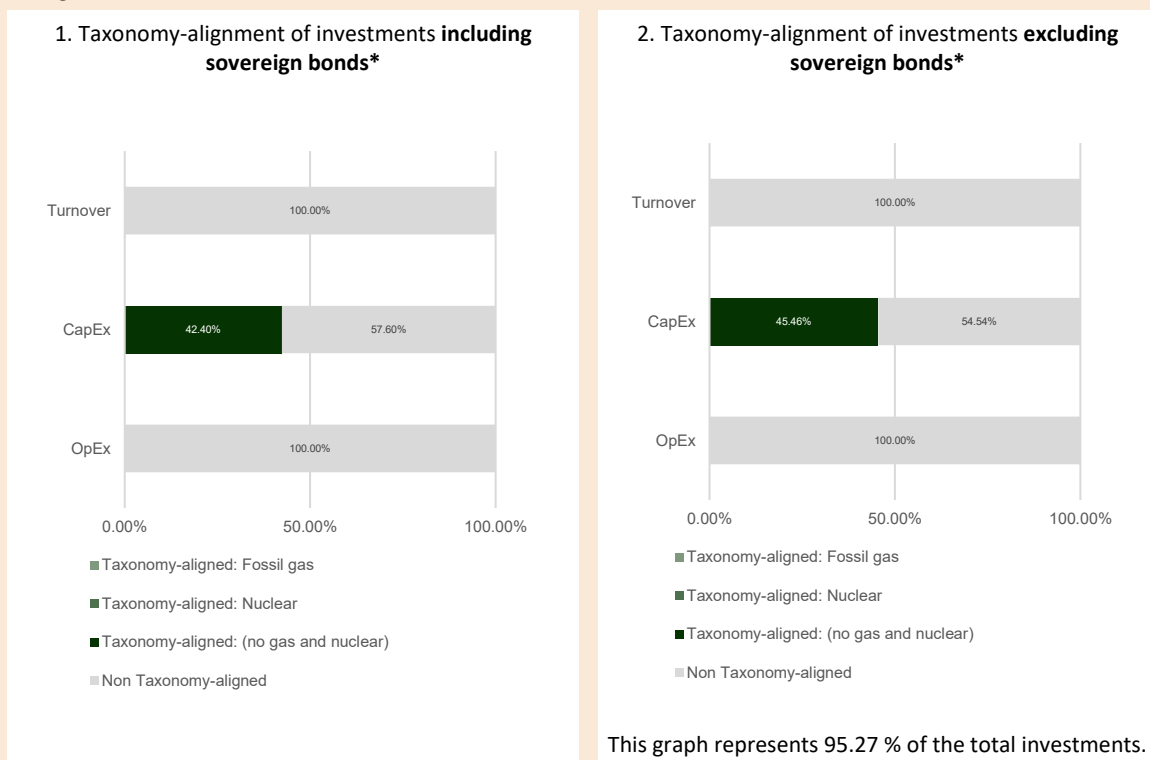 1. Taxonomy-alignment of investments including
sovereign bonds*
Turnover
100.00%
CapEx
42.40%
57.60%
OpEx
100.00%
0.00%
50.00%
100.00%
Taxonomy-aligned: Fossil gas
Taxonomy-aligned: Nuclear
Taxonomy-aligned: (no gas and nuclear)
Non Taxonomy-aligned
2. Taxonomy-alignment of investments excluding
sovereign bonds*
Turnover
100.00%
CapEx
45.46%
54.54%
OpEx
100.00%
0.00%
50.00%
100.00%
Taxonomy-aligned: Fossil gas
Taxonomy-aligned: Nuclear
Taxonomy-aligned: (no gas and nuclear)
Non Taxonomy-aligned
This graph represents 95.27 % of the total investments.